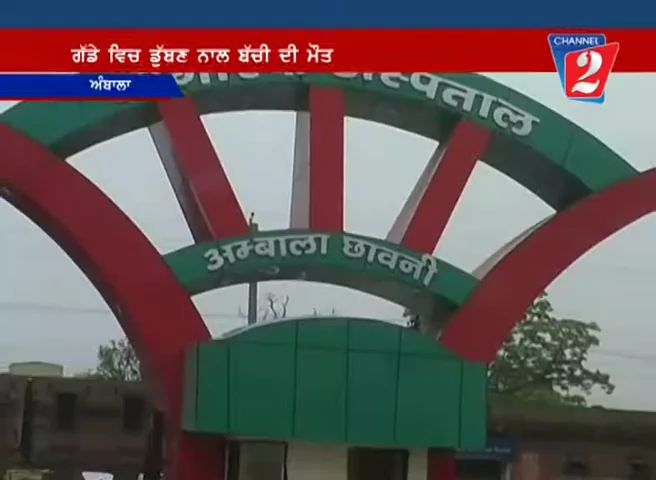 ਗੱਡੇ ਵਿਚ ਡੁੱਬਣ ਨਾਲ ਬੱਚੀ ਦੀ ਮੌਤ
CHANNEL
2
ਅੰਬਾਲਾ
अस्पताल
अम्बाला छावनी